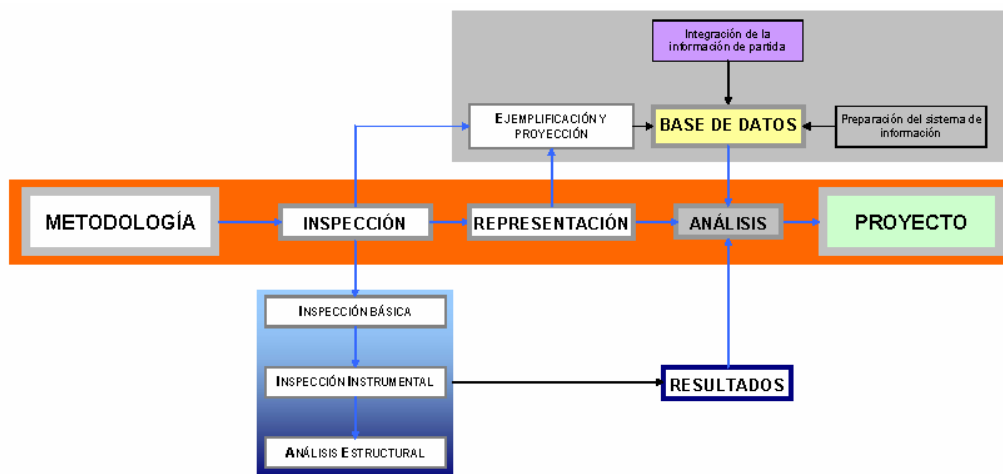 Integración de la
información de partida
EJEMPLIFICACIÓN Y
PROYECCIÓN
BASE DE DATOS
Preparación del sistema de
información
METODOLOGÍA
INSPECCIÓN
REPRESENTACIÓN
ANÁLISIS
PROYECTO
INSPECCIÓN BÁSICA
INSPECCIÓN INSTRUMENTAL
RESULTADOS
ANÁLISIS ESTRUCTURAL